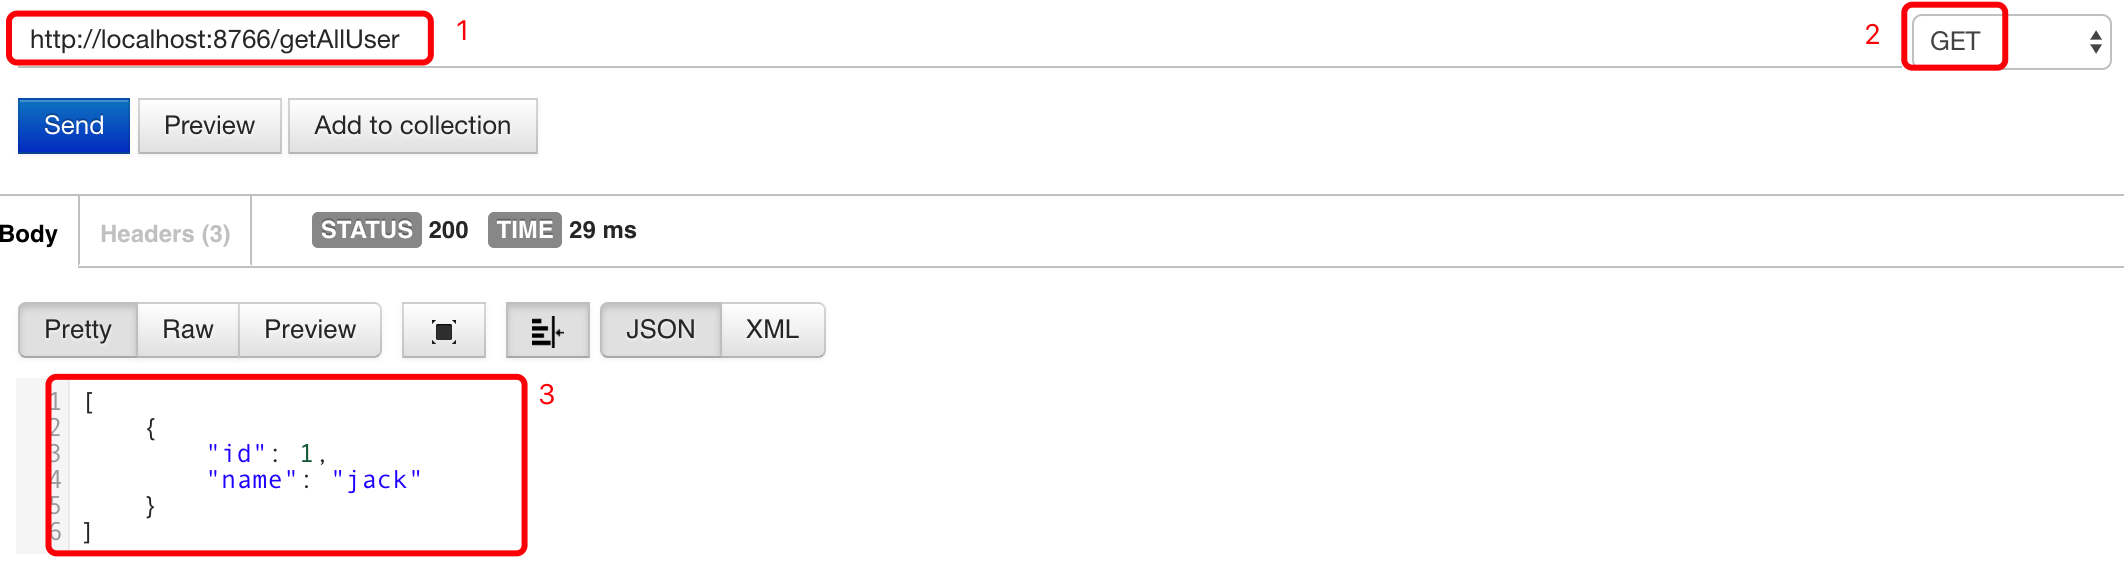 http://localhost:8766/getAllUser 1 2 GET
Send Preview Add to collection
Body Headers (3) STATUS 200 TIME 29 ms
Pretty Raw Preview JSON XML
3
1 [
2 {
3 "id": 1,
4 "name": "jack"
5 }
6 ]